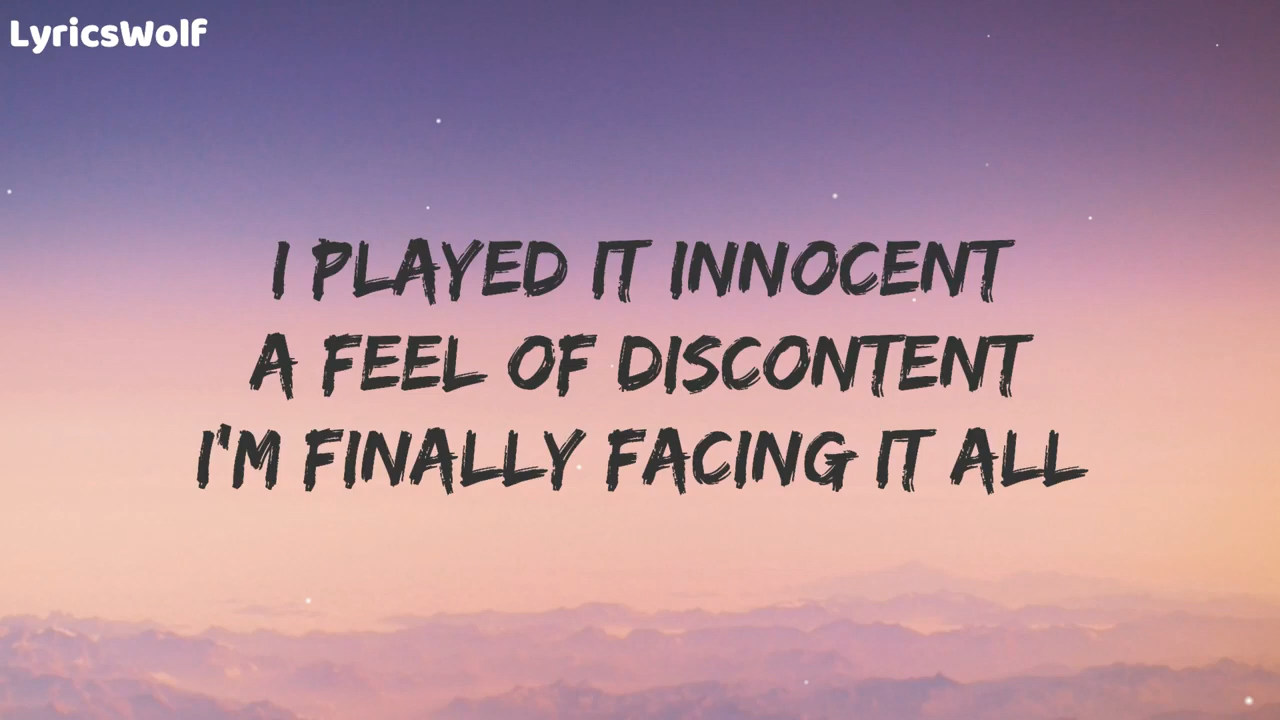 LyricsWolf
I PLAYED IT INNOCENT
A FEEL OF DISCONTENT
I'M FINALLY FACING IT ALL